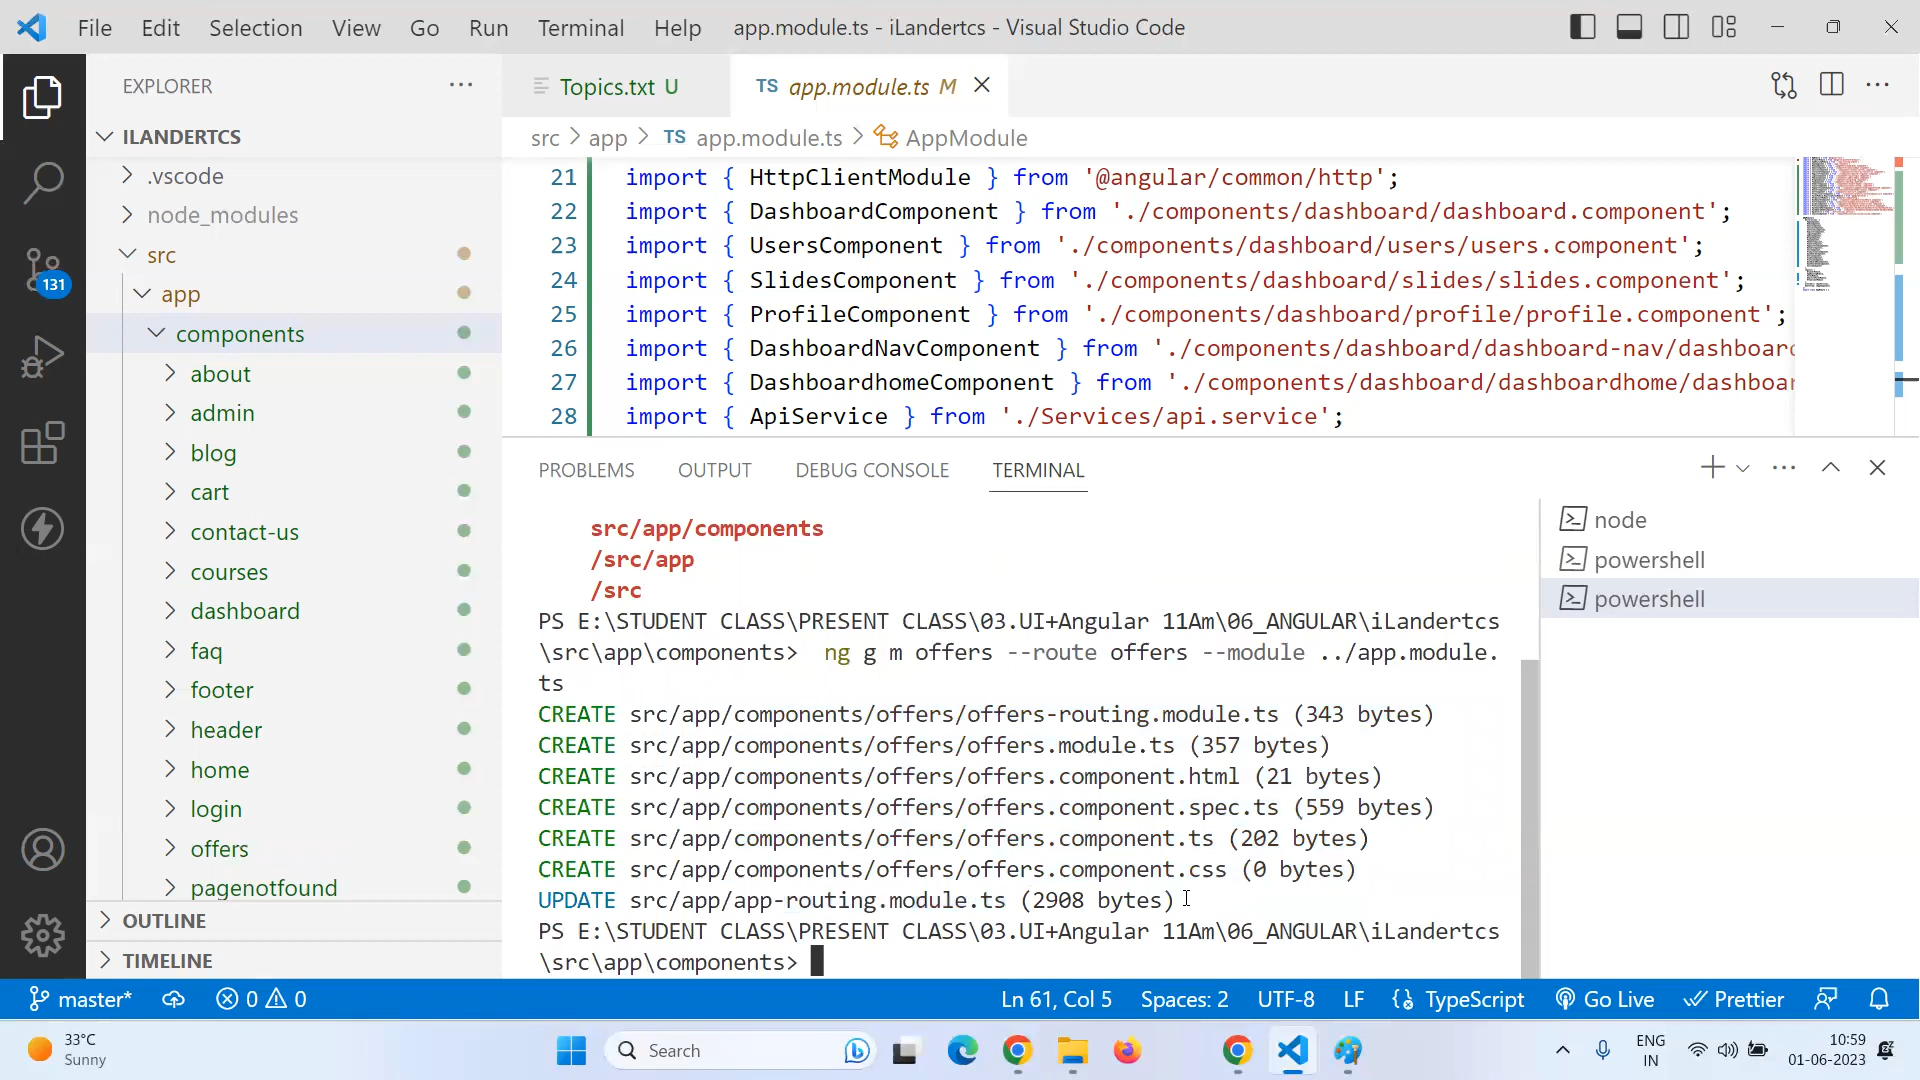 File Edit Selection View Go Run Terminal Help app.module.ts - iLandertcs - Visual Studio Code
EXPLORER
Topics.txt U
TS app.module.ts M
ILANDERTCS
src > app > TS app.module.ts > AppModule
.vscode
node_modules
src
app
components
about
admin
blog
cart
contact-us
courses
dashboard
faq
footer
header
home
login
offers
pagenotfound
OUTLINE
TIMELINE
131
21 import { HttpClientModule } from '@angular/common/http';
22 import { DashboardComponent } from './components/dashboard/dashboard.component';
23 import { UsersComponent } from './components/dashboard/users/users.component';
24 import { SlidesComponent } from './components/dashboard/slides/slides.component';
25 import { ProfileComponent } from './components/dashboard/profile/profile.component';
26 import { DashboardNavComponent } from './components/dashboard/dashboard-nav/dashboard
27 import { DashboardhomeComponent } from './components/dashboard/dashboardhome/dashboar
28 import { ApiService } from './Services/api.service';
PROBLEMS OUTPUT DEBUG CONSOLE TERMINAL
src/app/components
/src/app
/src
PS E:\STUDENT CLASS\PRESENT CLASS\03.UI+Angular 11Am\06_ANGULAR\iLandertcs
\src\app\components> ng g m offers --route offers --module ../app.module.
ts
CREATE src/app/components/offers/offers-routing.module.ts (343 bytes)
CREATE src/app/components/offers/offers.module.ts (357 bytes)
CREATE src/app/components/offers/offers.component.html (21 bytes)
CREATE src/app/components/offers/offers.component.spec.ts (559 bytes)
CREATE src/app/components/offers/offers.component.ts (202 bytes)
CREATE src/app/components/offers/offers.component.css (0 bytes)
UPDATE src/app/app-routing.module.ts (2908 bytes)
PS E:\STUDENT CLASS\PRESENT CLASS\03.UI+Angular 11Am\06_ANGULAR\iLandertcs
\src\app\components>
node
powershell
powershell
master* 0 0 Ln 61, Col 5 Spaces: 2 UTF-8 LF TypeScript Go Live Prettier
33°C
Sunny
Search
ENG
IN
10:59
01-06-2023